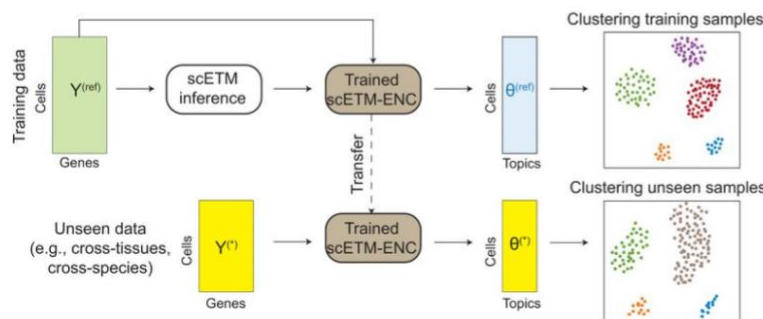 Clustering training samples
Training data
Cells
Y(ref)
Genes
scETM
inference
Trained
scETM-ENC
Cells
θ(ref)
Topics
Transfer
Clustering unseen samples
Unseen data
(e.g., cross-tissues,
cross-species)
Cells
Y(*)
Genes
Trained
scETM-ENC
Cells
θ(*)
Topics